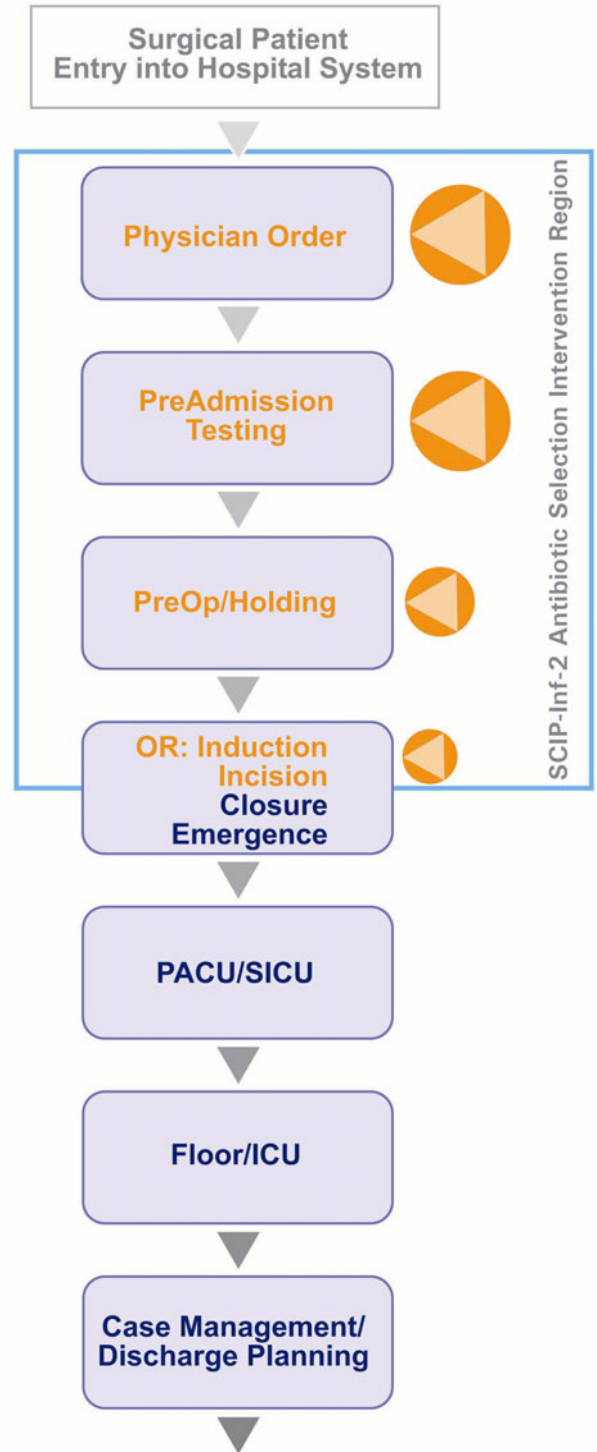 Surgical Patient
Entry into Hospital System
Physician Order
PreAdmission
Testing
PreOp/Holding
OR: Induction
Incision
Closure
Emergence
SCIP-Inf-2 Antibiotic Selection Intervention Region
PACU/SICU
Floor/ICU
Case Management/
Discharge Planning